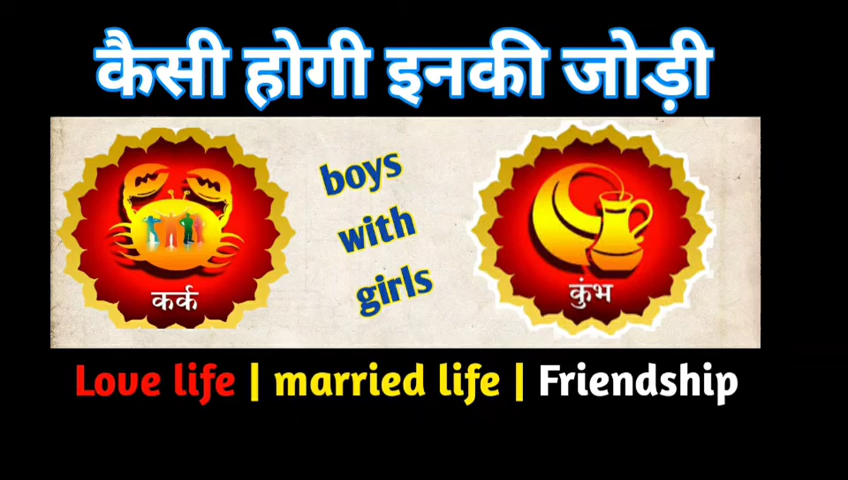 कैसी होगी इनकी जोड़ी
boys
with
girls
कर्क
कुंभ
Love life | married life | Friendship